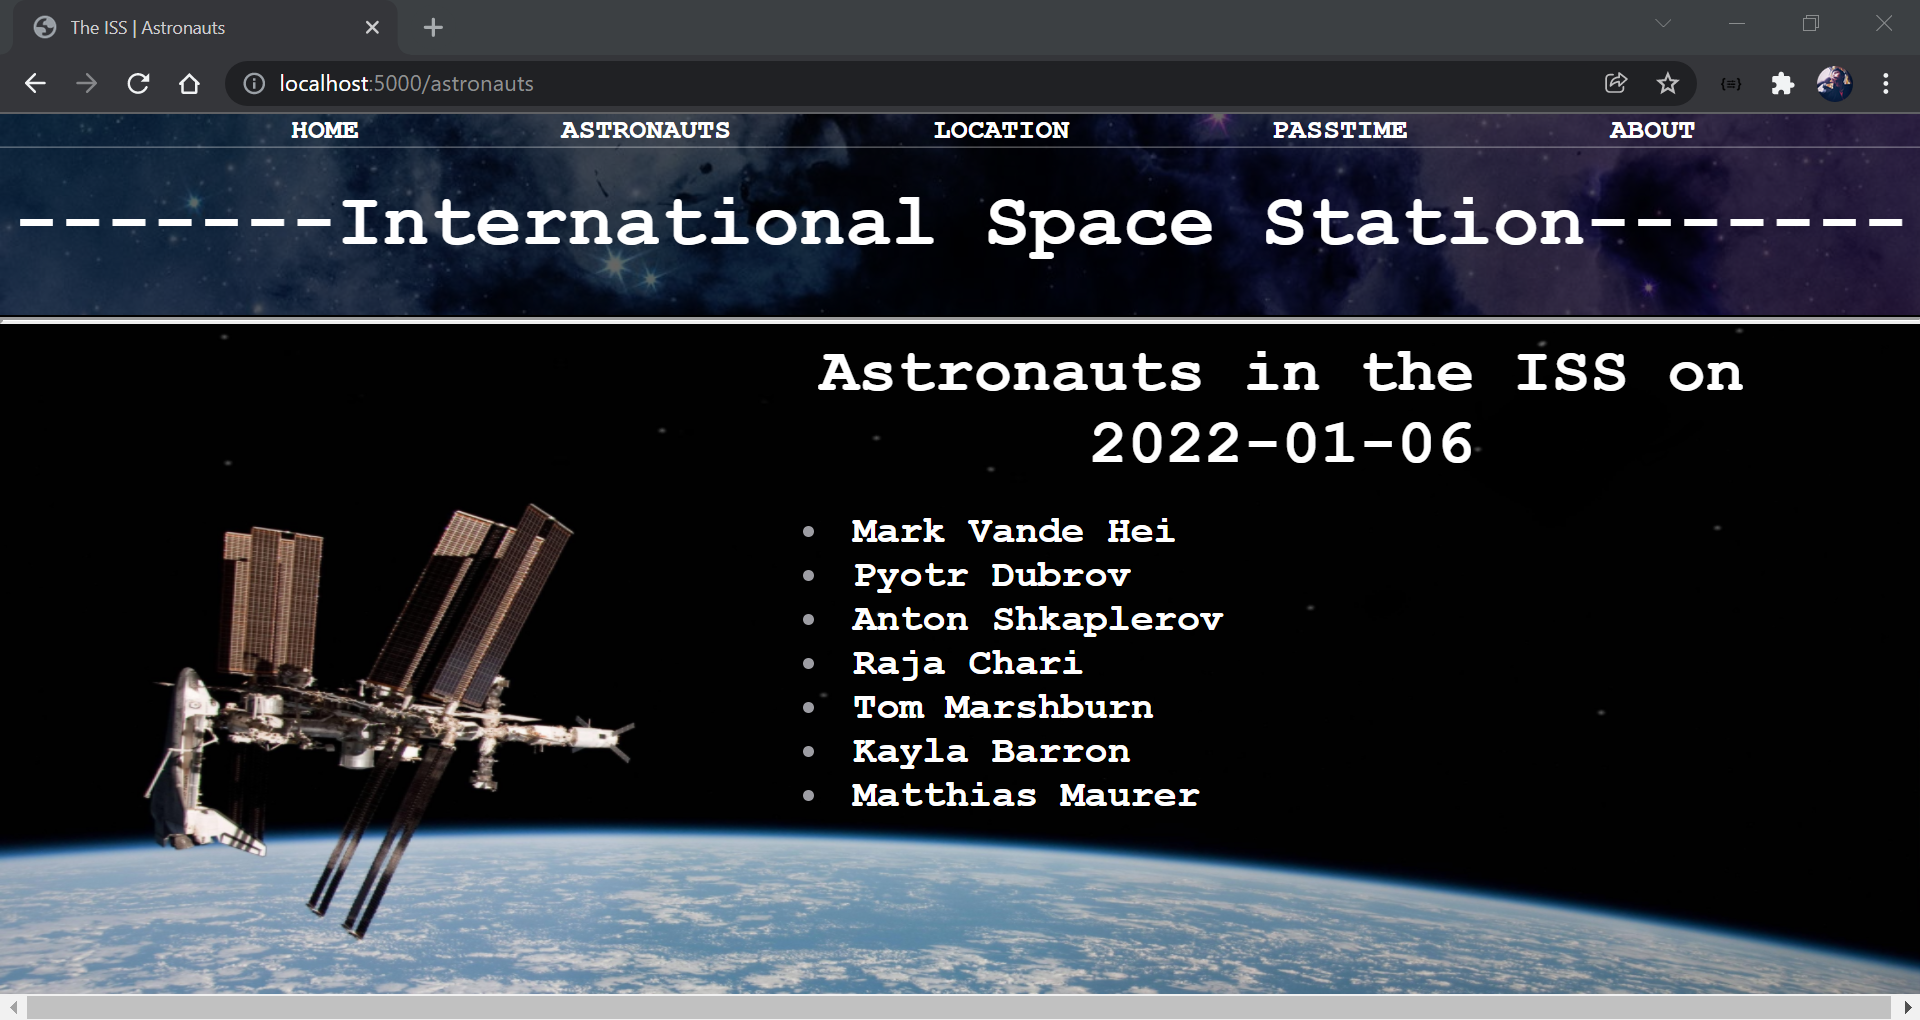 The ISS | Astronauts
localhost:5000/astronauts
HOME ASTRONAUTS LOCATION PASSTIME ABOUT
-------International Space Station-------
Astronauts in the ISS on
2022-01-06
Mark Vande Hei
Pyotr Dubrov
Anton Shkaplerov
Raja Chari
Tom Marshburn
Kayla Barron
Matthias Maurer